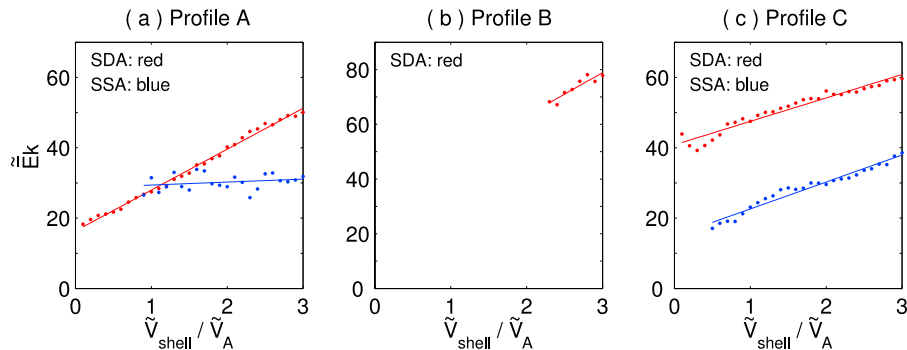 ( a ) Profile A
( b ) Profile B
( c ) Profile C
SDA: red
SSA: blue
SDA: red
SDA: red
SSA: blue
Ẽk
60
40
20
0
80
60
40
20
0
60
40
20
0
0 1 2 3
0 1 2 3
0 1 2 3
Ṽshell / ṼA
Ṽshell / ṼA
Ṽshell / ṼA